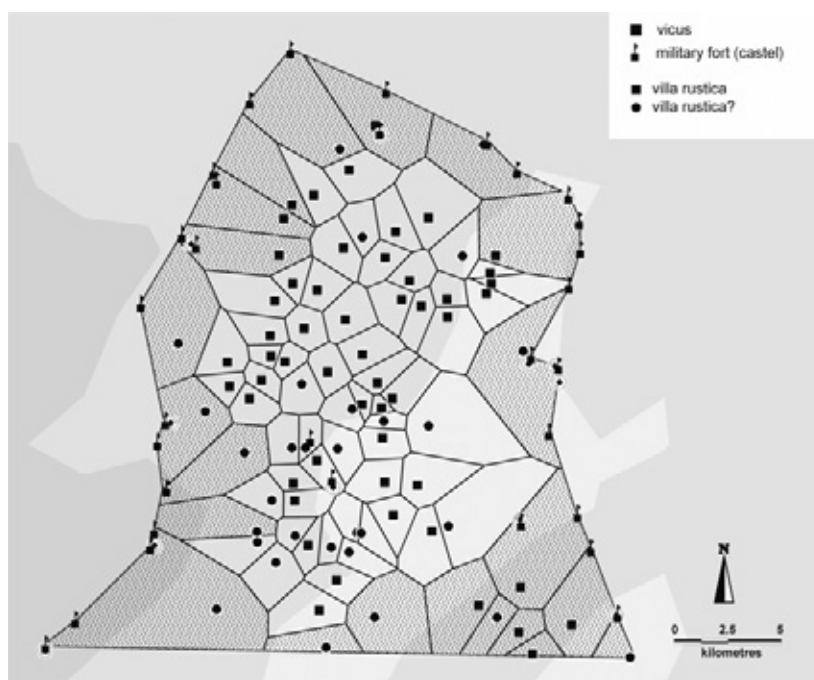 vicus
military fort (castel)
villa rustica
villa rustica?
N
0 2.5 5
kilometres